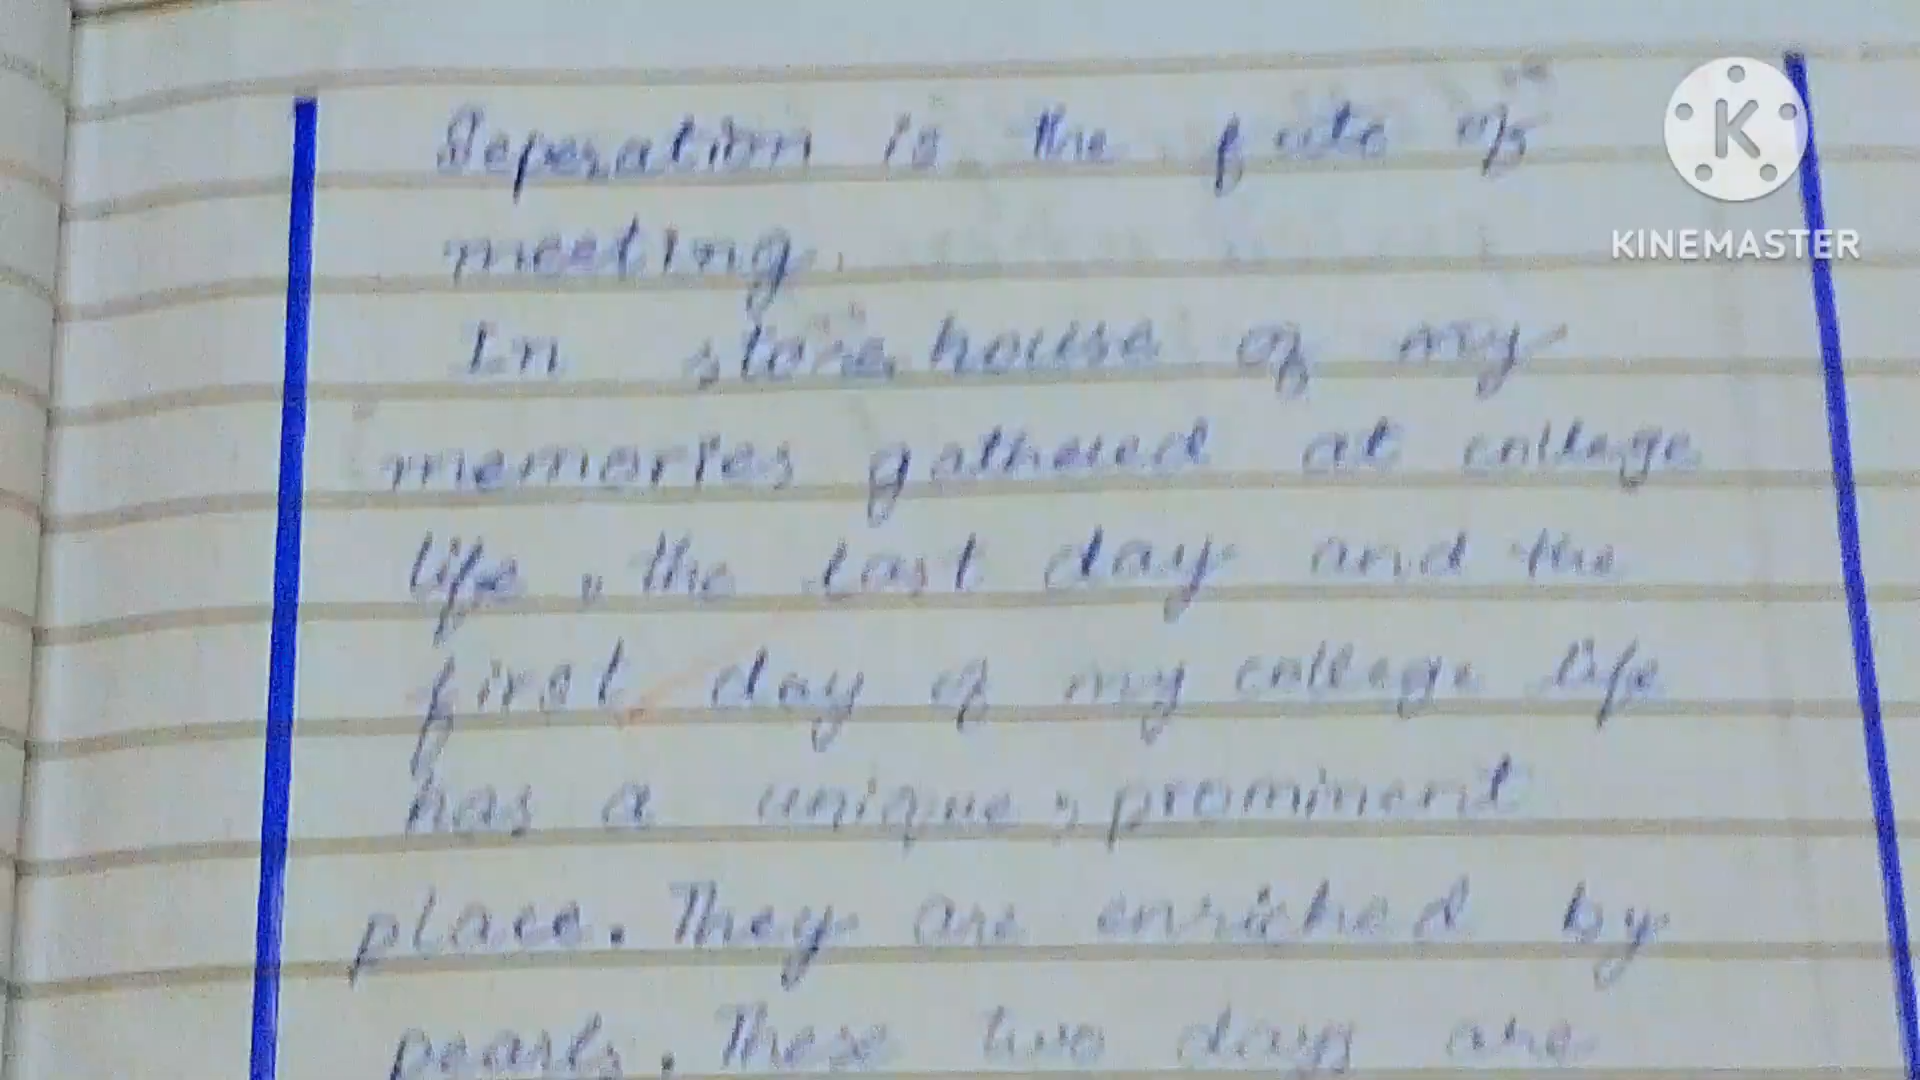 Seperation is the fate of
meeting.
In store house of my
memories gathered at college
life, the last day and the
first day of my college life
has a unique, prominent
place. They are enriched by
pearls. These two days are
KINEMASTER